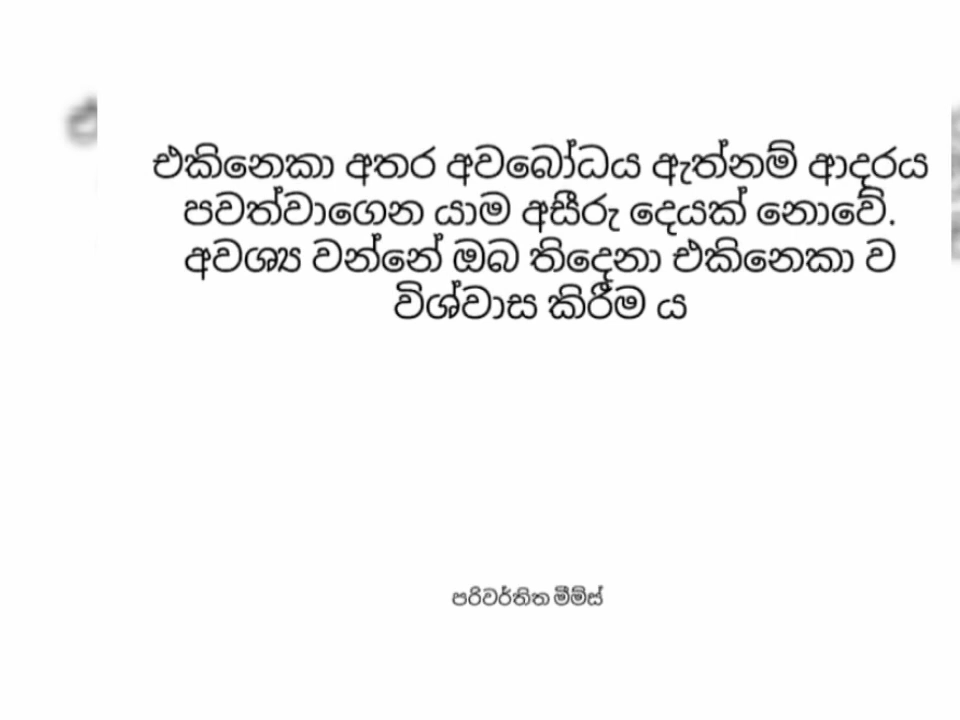 එකිනෙකා අතර අවබෝධය ඇත්නම් ආදරය
පවත්වාගෙන යාම අසීරු දෙයක් නොවේ.
අවශ්‍ය වන්නේ ඔබ තිදෙනා එකිනෙකා ව
විශ්වාස කිරීම ය
පරිවර්තිත මීම්ස්